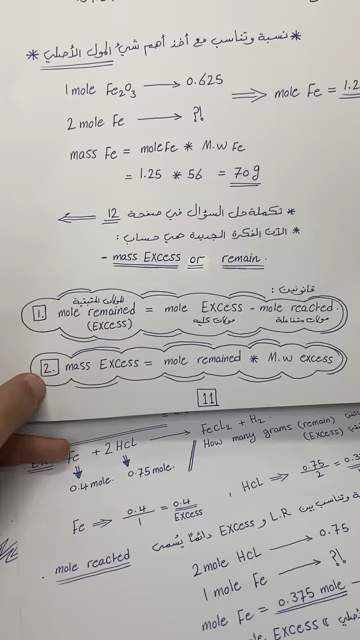 * نسبة وتناسب مع أخذ أهم شيء المول الأصلي *
1 mole Fe2O3 → 0.625
2 mole Fe → ?!
⇒ mole Fe = 1.2
mass Fe = mole Fe * M.W Fe
= 1.25 * 56 = 70 g
* تكملة حل السؤال في صفحة 12 ←
* الآن الفكرة الجديدة هي حساب :
- mass Excess or remain.
قانونين :
1. mole remained = mole Excess - mole reacted.
(Excess) مولات كلية مولات متفاعلة
المولات المتبقية
2. mass Excess = mole remained * M.W excess
11
Fe + 2 HCl → FeCl2 + H2
0.4 mole. 0.75 mole.
How many grams (remain)
(Excess)
Fe ⇒ 0.4/1 = 0.4 Excess , HCl ⇒ 0.75/2 = 0.3
وتناسب بين L.R و Excess دائمًا يُسمى
mole reacted
2 mole HCl → 0.75
1 mole Fe → ?!
mole Fe = 0.375 mole
Excess